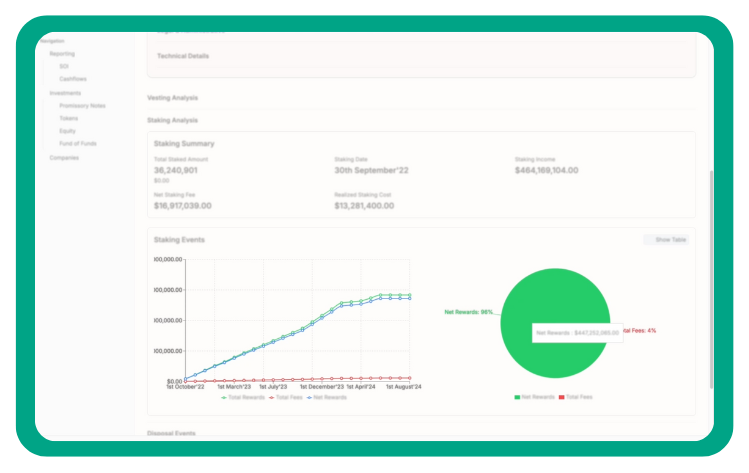 Navigation
Reporting
SOI
Cashflows
Investments
Promissory Notes
Tokens
Equity
Fund of Funds
Companies
Technical Details
Vesting Analysis
Staking Analysis
Staking Summary
Total Staked Amount
36,240,901
$0.00
Staking Date
30th September'22
Staking Income
$464,169,104.00
Net Staking Fee
$16,917,039.00
Realized Staking Cost
$13,281,400.00
Staking Events
Show Table
00,000.00
00,000.00
00,000.00
00,000.00
$0.00
1st October'22 1st March'23 1st July'23 1st December'23 1st April'24 1st August'24
Total Rewards Total Fees Net Rewards
Net Rewards: 96%
Net Rewards : $447,252,065.00
tal Fees: 4%
Net Rewards Total Fees
Disposal Events